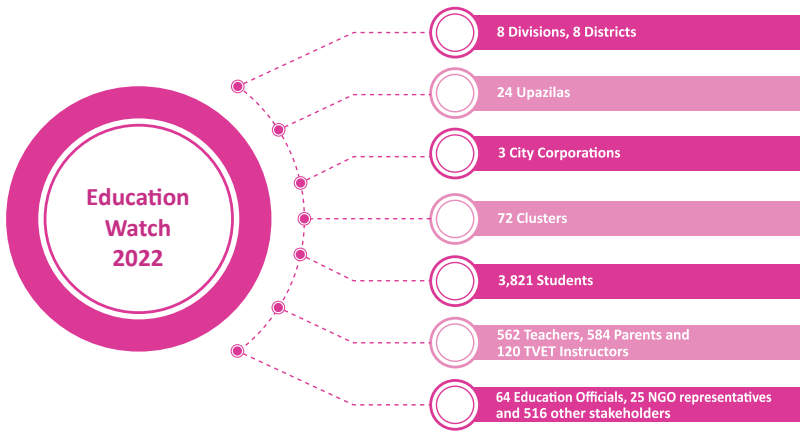 Education
Watch
2022
8 Divisions, 8 Districts
24 Upazilas
3 City Corporations
72 Clusters
3,821 Students
562 Teachers, 584 Parents and
120 TVET Instructors
64 Education Officials, 25 NGO representatives
and 516 other stakeholders